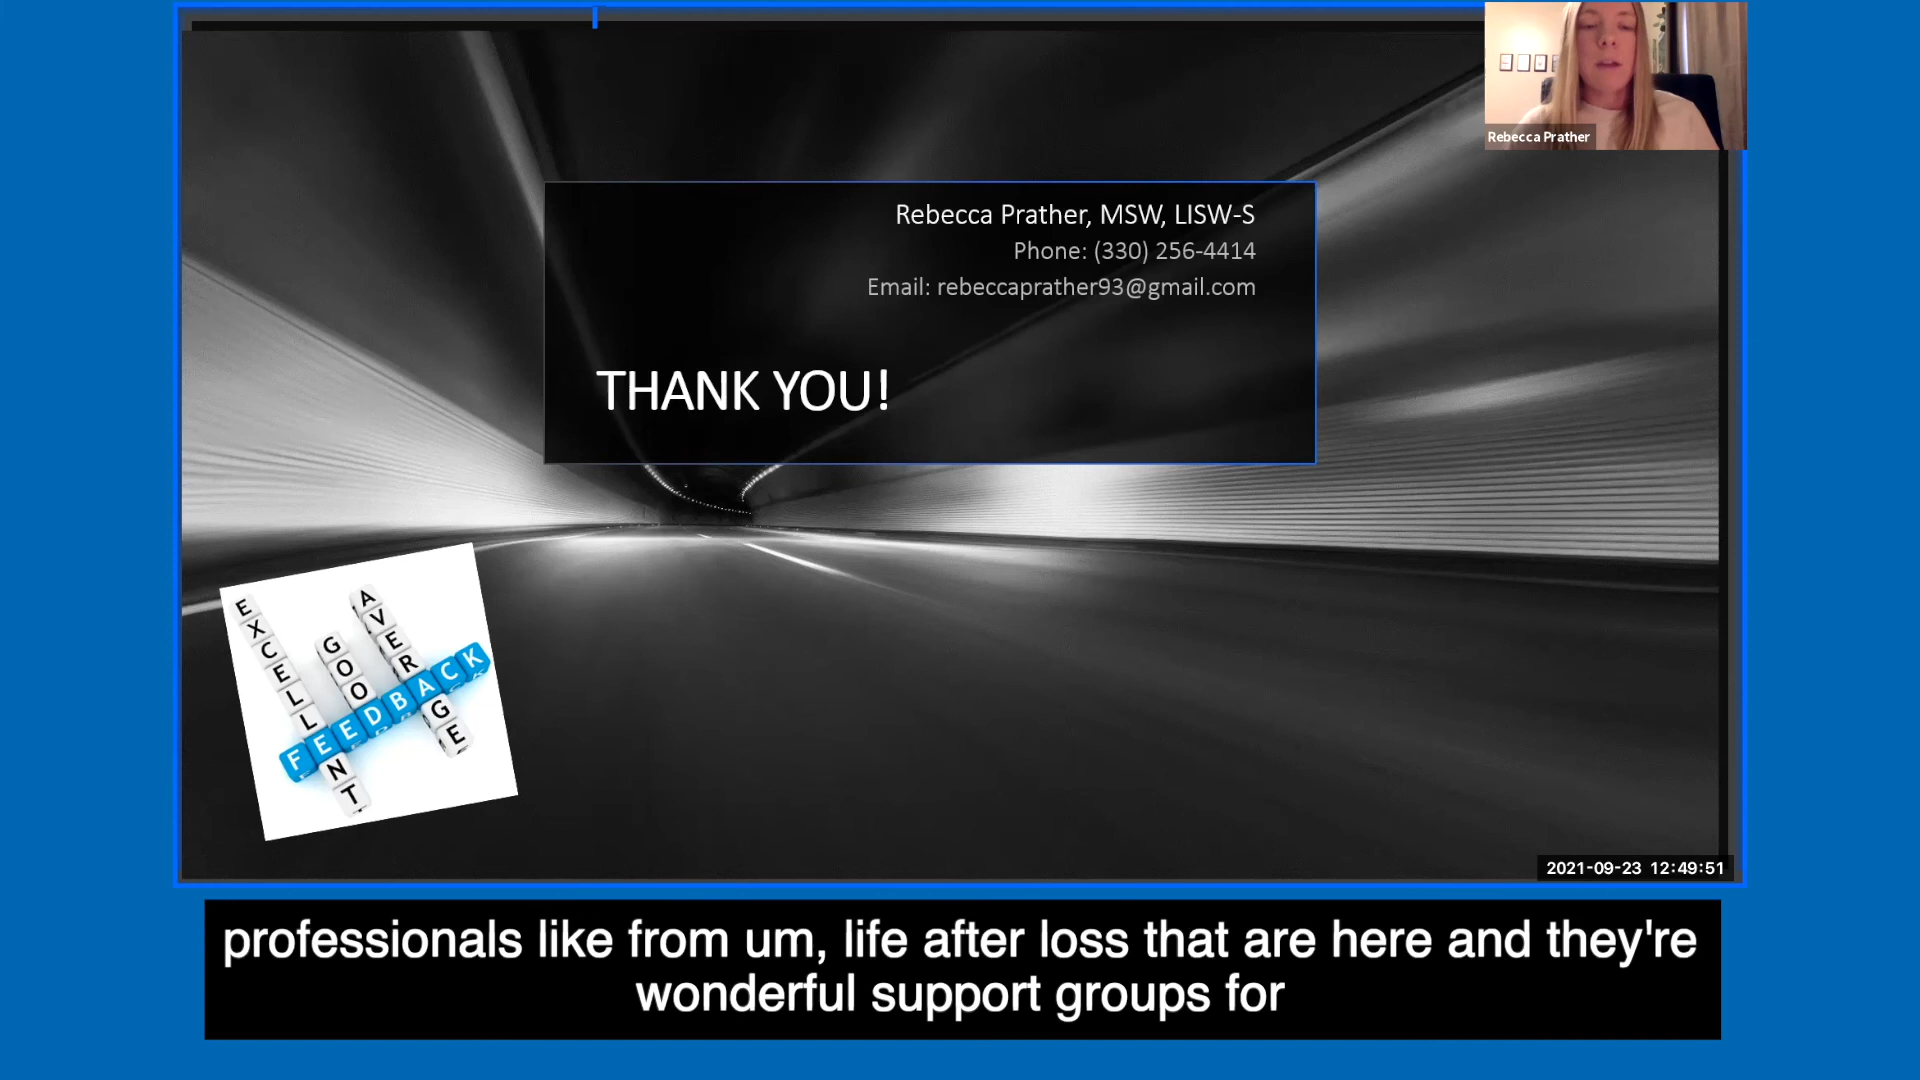 Rebecca Prather
Rebecca Prather, MSW, LISW-S
Phone: (330) 256-4414
Email: rebeccaprather93@gmail.com
THANK YOU!
EXCELLENT
GOOD
AVERAGE
FEEDBACK
2021-09-23 12:49:51
professionals like from um, life after loss that are here and they're
wonderful support groups for